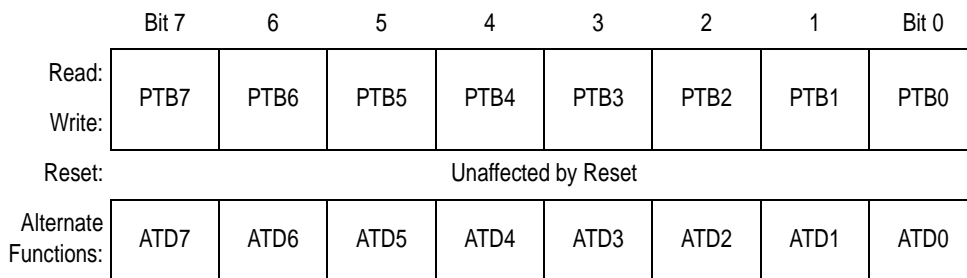 Bit 7 6 5 4 3 2 1 Bit 0
Read:
PTB7 PTB6 PTB5 PTB4 PTB3 PTB2 PTB1 PTB0
Write:
Reset: Unaffected by Reset
Alternate
Functions: ATD7 ATD6 ATD5 ATD4 ATD3 ATD2 ATD1 ATD0